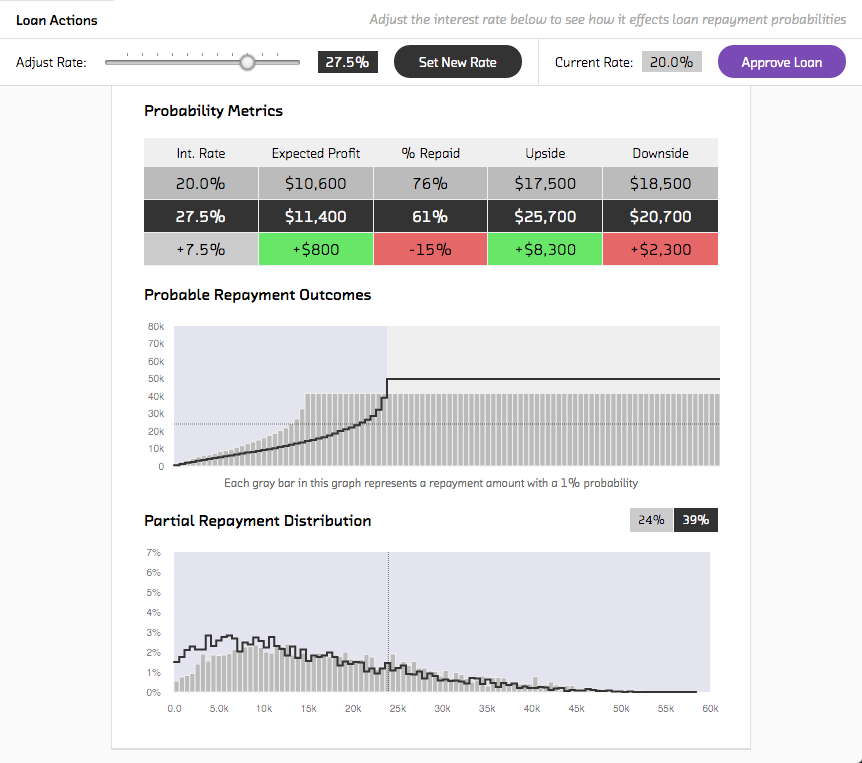 Loan Actions
Adjust the interest rate below to see how it effects loan repayment probabilities
Adjust Rate: 27.5% Set New Rate Current Rate: 20.0% Approve Loan
Probability Metrics
Int. Rate Expected Profit % Repaid Upside Downside
20.0% $10,600 76% $17,500 $18,500
27.5% $11,400 61% $25,700 $20,700
+7.5% +$800 -15% +$8,300 +$2,300
Probable Repayment Outcomes
80k
70k
60k
50k
40k
30k
20k
10k
0
Each gray bar in this graph represents a repayment amount with a 1% probability
Partial Repayment Distribution 24% 39%
7%
6%
5%
4%
3%
2%
1%
0%
0.0 5.0k 10k 15k 20k 25k 30k 35k 40k 45k 50k 55k 60k